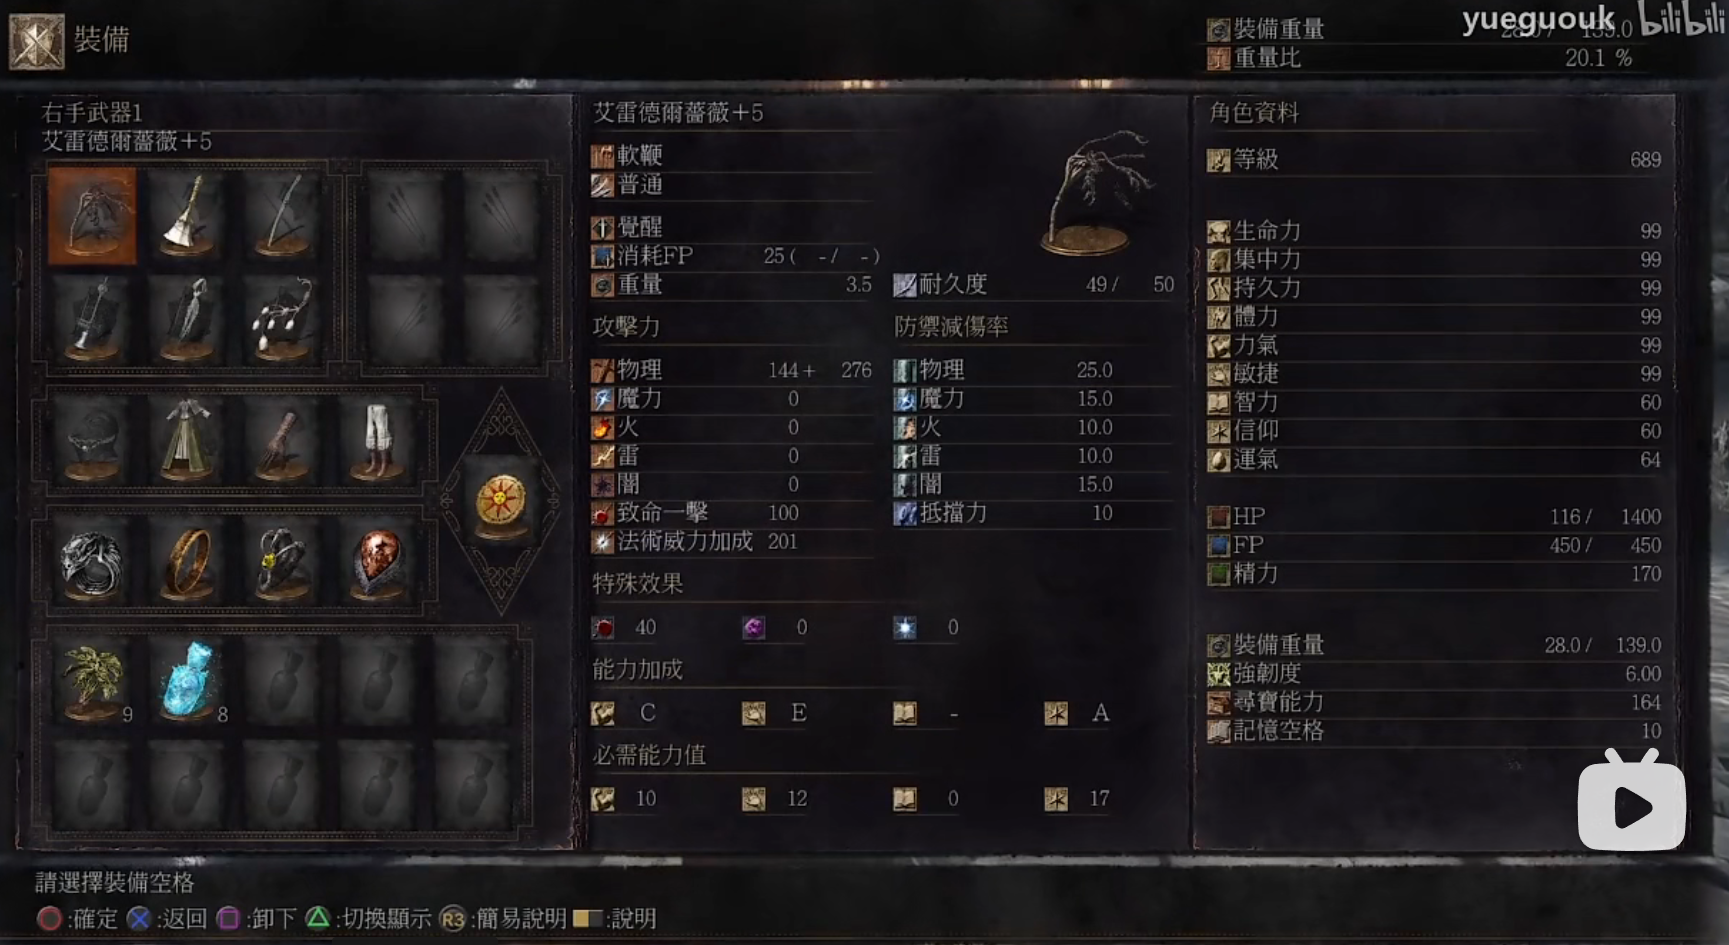 裝備
yueguouk bilibili
裝備重量 28.0/ 139.0
重量比 20.1 %
右手武器1
艾雷德爾薔薇+5
9
8
艾雷德爾薔薇+5
軟鞭
普通
覺醒
消耗FP 25( -/ -)
重量 3.5
耐久度 49/ 50
攻擊力
物理 144+ 276
魔力 0
火 0
雷 0
闇 0
致命一擊 100
法術威力加成 201
防禦減傷率
物理 25.0
魔力 15.0
火 10.0
雷 10.0
闇 15.0
抵擋力 10
特殊效果
40 0 0
能力加成
C E - A
必需能力值
10 12 0 17
角色資料
等級 689
生命力 99
集中力 99
持久力 99
體力 99
力氣 99
敏捷 99
智力 60
信仰 60
運氣 64
HP 116/ 1400
FP 450/ 450
精力 170
裝備重量 28.0/ 139.0
強韌度 6.00
尋寶能力 164
記憶空格 10
請選擇裝備空格
:確定 :返回 :卸下 :切換顯示 R3:簡易說明 :說明